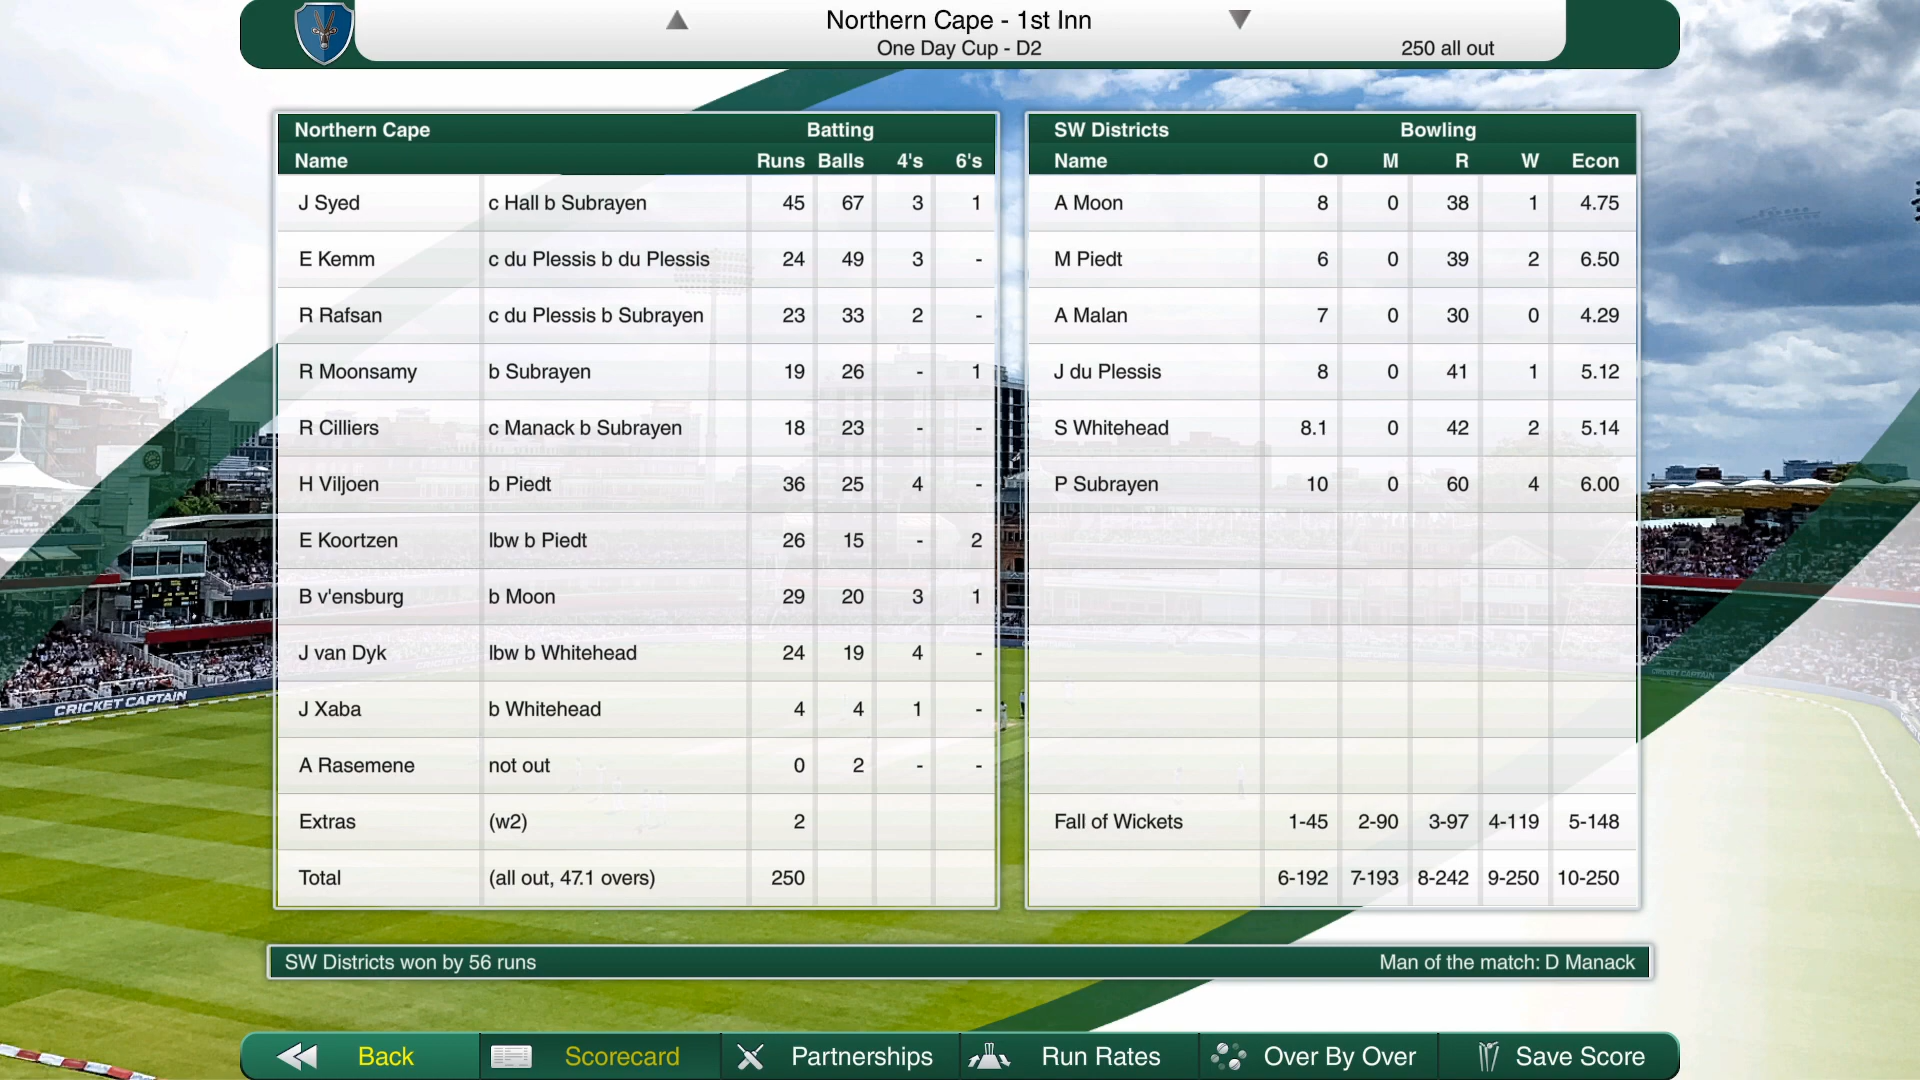 Northern Cape - 1st Inn
One Day Cup - D2
250 all out
Northern Cape Batting
Name Runs Balls 4's 6's
J Syed c Hall b Subrayen 45 67 3 1
E Kemm c du Plessis b du Plessis 24 49 3 -
R Rafsan c du Plessis b Subrayen 23 33 2 -
R Moonsamy b Subrayen 19 26 - 1
R Cilliers c Manack b Subrayen 18 23 - -
H Viljoen b Piedt 36 25 4 -
E Koortzen lbw b Piedt 26 15 - 2
B v'ensburg b Moon 29 20 3 1
J van Dyk lbw b Whitehead 24 19 4 -
J Xaba b Whitehead 4 4 1 -
A Rasemene not out 0 2 - -
Extras (w2) 2
Total (all out, 47.1 overs) 250
SW Districts Bowling
Name O M R W Econ
A Moon 8 0 38 1 4.75
M Piedt 6 0 39 2 6.50
A Malan 7 0 30 0 4.29
J du Plessis 8 0 41 1 5.12
S Whitehead 8.1 0 42 2 5.14
P Subrayen 10 0 60 4 6.00
Fall of Wickets 1-45 2-90 3-97 4-119 5-148
6-192 7-193 8-242 9-250 10-250
CRICKET CAPTAIN
CRICKET CAPTAIN
SW Districts won by 56 runs
Man of the match: D Manack
Back
Scorecard
Partnerships
Run Rates
Over By Over
Save Score